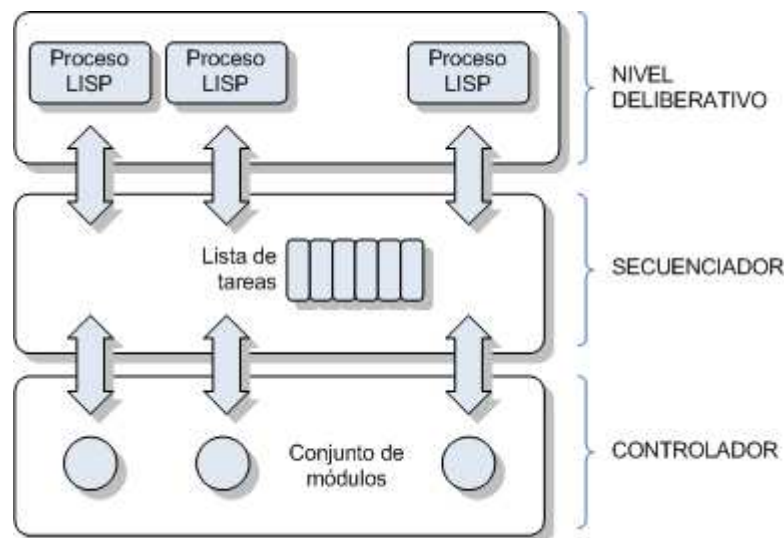 Proceso
LISP
Proceso
LISP
Proceso
LISP
NIVEL
DELIBERATIVO
Lista de
tareas
SECUENCIADOR
Conjunto de
módulos
CONTROLADOR